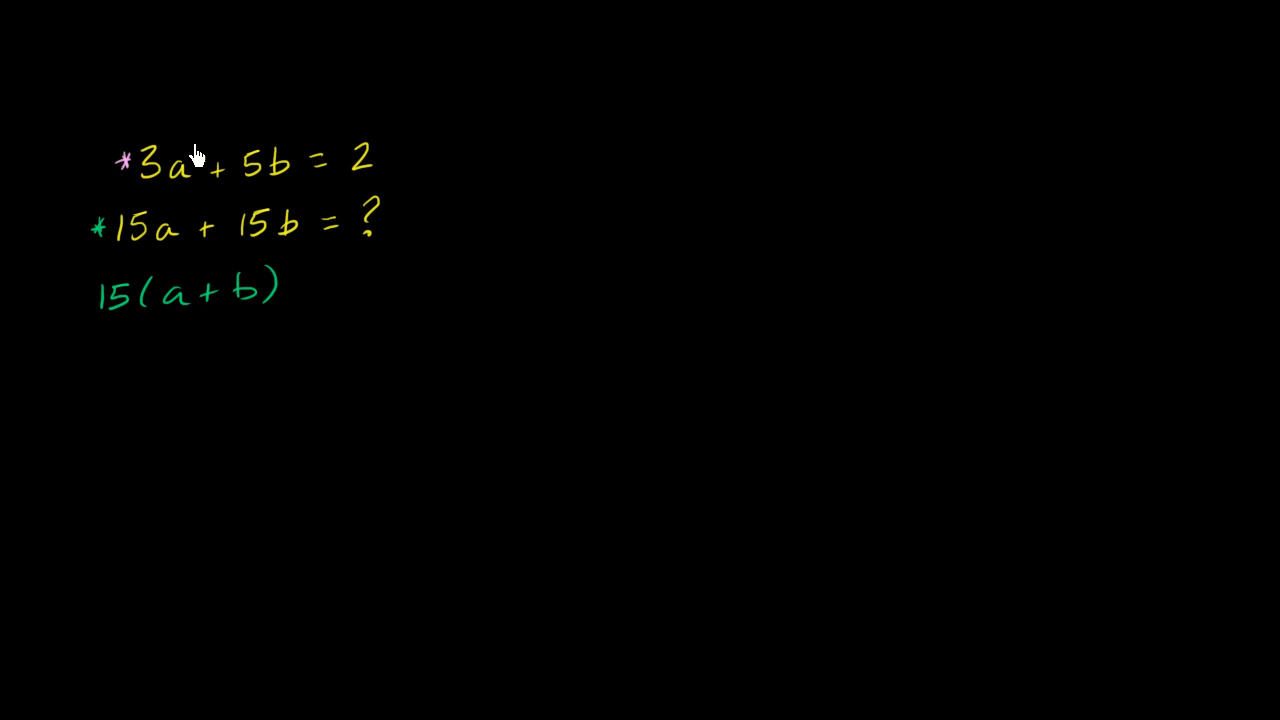 *3a + 5b = 2
*15a + 15b = ?
15(a + b)